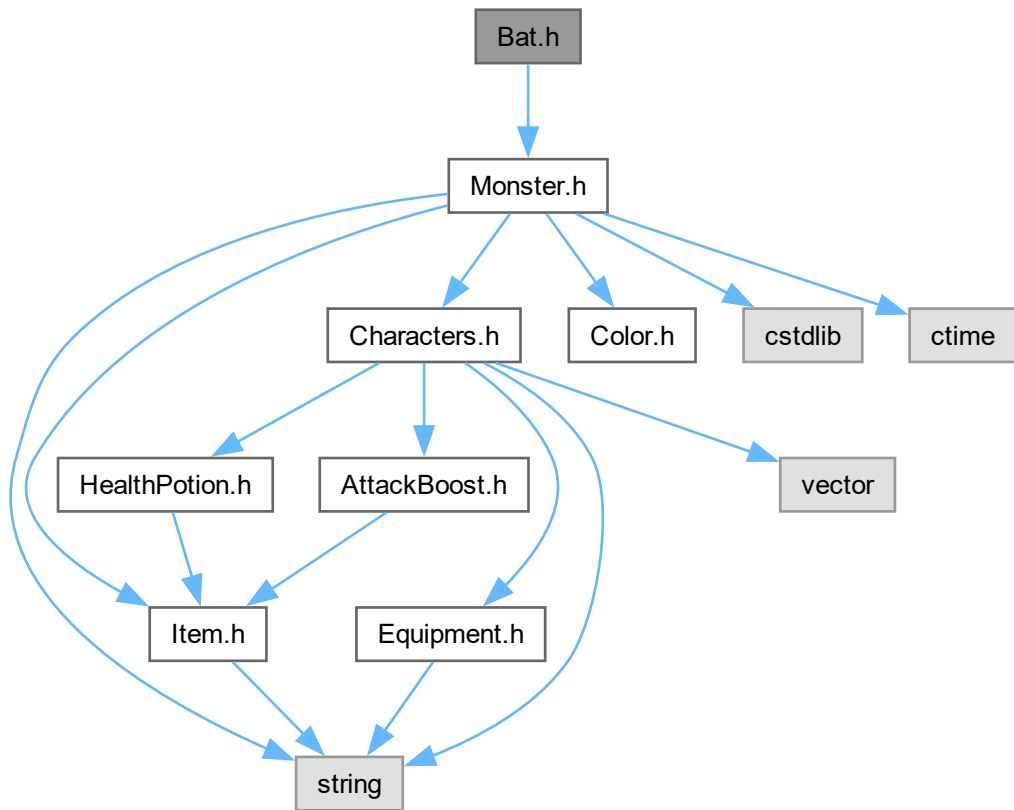 Bat.h
Monster.h
Characters.h
Color.h
cstdlib
ctime
HealthPotion.h
AttackBoost.h
vector
Item.h
Equipment.h
string